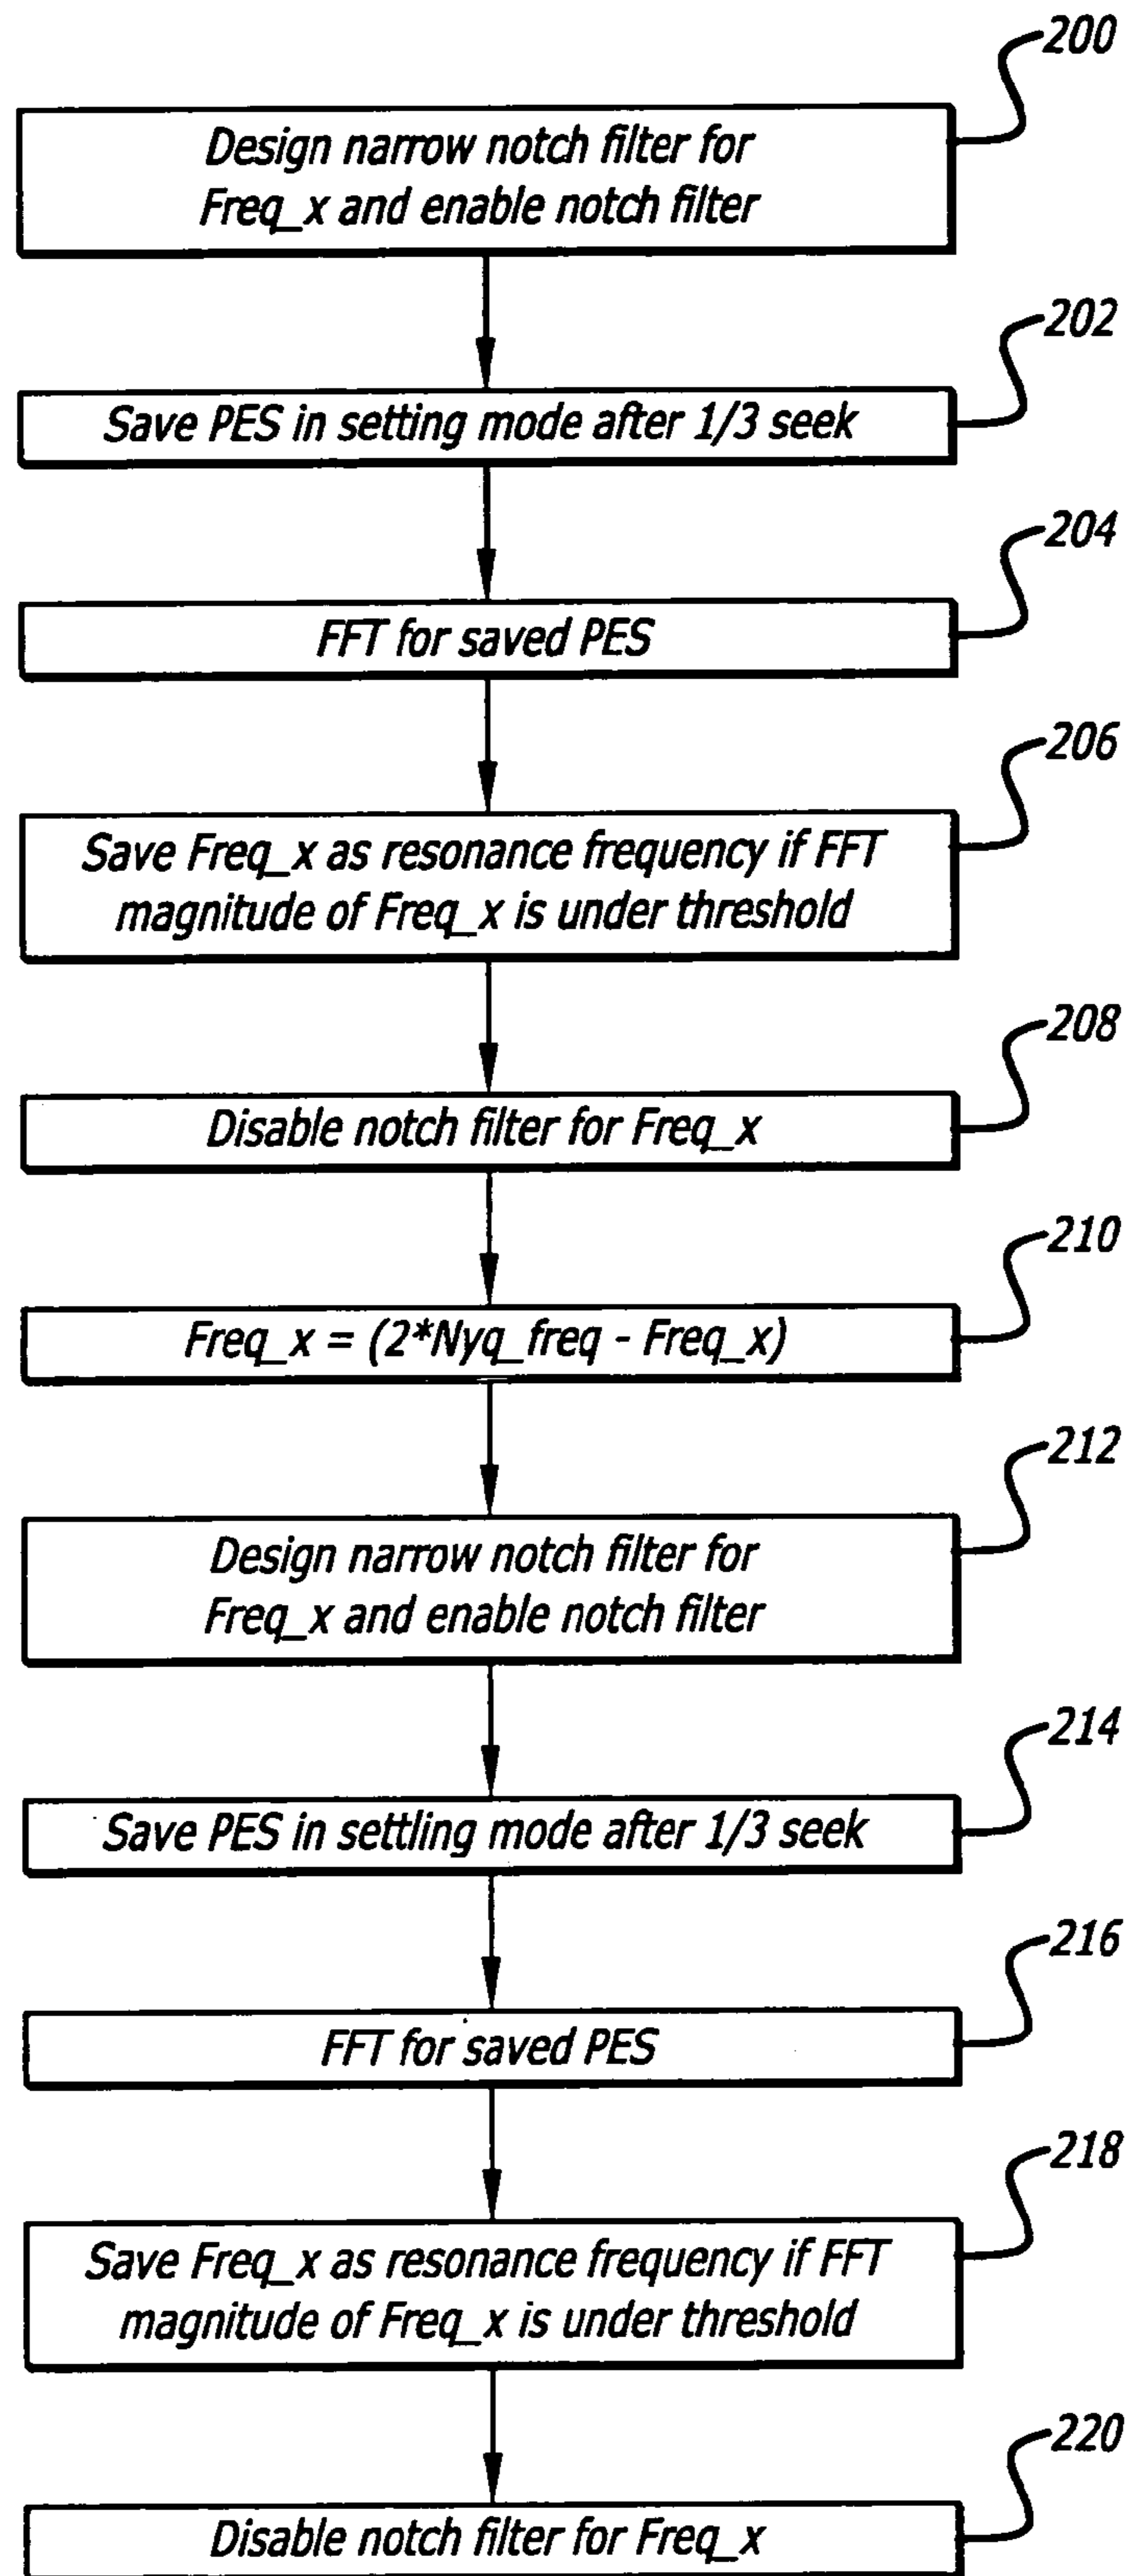 200
Design narrow notch filter for
Freq_x and enable notch filter
202
Save PES in setting mode after 1/3 seek
204
FFT for saved PES
206
Save Freq_x as resonance frequency if FFT
magnitude of Freq_x is under threshold
208
Disable notch filter for Freq_x
210
Freq_x = (2*Nyq_freq - Freq_x)
212
Design narrow notch filter for
Freq_x and enable notch filter
214
Save PES in settling mode after 1/3 seek
216
FFT for saved PES
218
Save Freq_x as resonance frequency if FFT
magnitude of Freq_x is under threshold
220
Disable notch filter for Freq_x